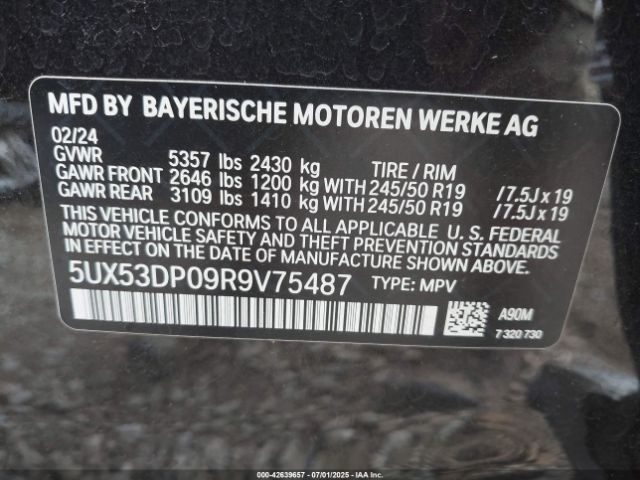 MFD BY BAYERISCHE MOTOREN WERKE AG
02/24
GVWR 5357 lbs 2430 kg TIRE / RIM
GAWR FRONT 2646 lbs 1200 kg WITH 245/50 R19 / 7.5J x 19
GAWR REAR 3109 lbs 1410 kg WITH 245/50 R19 / 7.5J x 19
THIS VEHICLE CONFORMS TO ALL APPLICABLE U. S. FEDERAL
MOTOR VEHICLE SAFETY AND THEFT PREVENTION STANDARDS
IN EFFECT ON THE DATE OF MANUFACTURE SHOWN ABOVE.
5UX53DP09R9V75487 TYPE: MPV
A90M
7 320 730
000-42639657 - 07/01/2025 - IAAI.CA